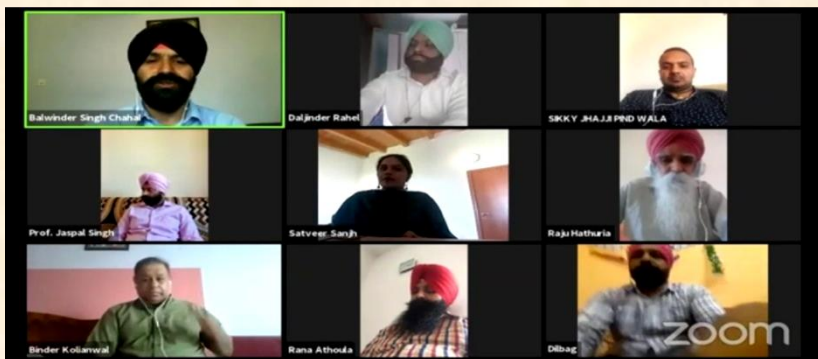 Balwinder Singh Chahal
Daljinder Rahel
SIKKY JHAJJI PIND WALA
Prof. Jaspal Singh
Satveer Sanjh
Raju Hathuria
Binder Kolianwal
Rana Athoula
Dilbag
zoom